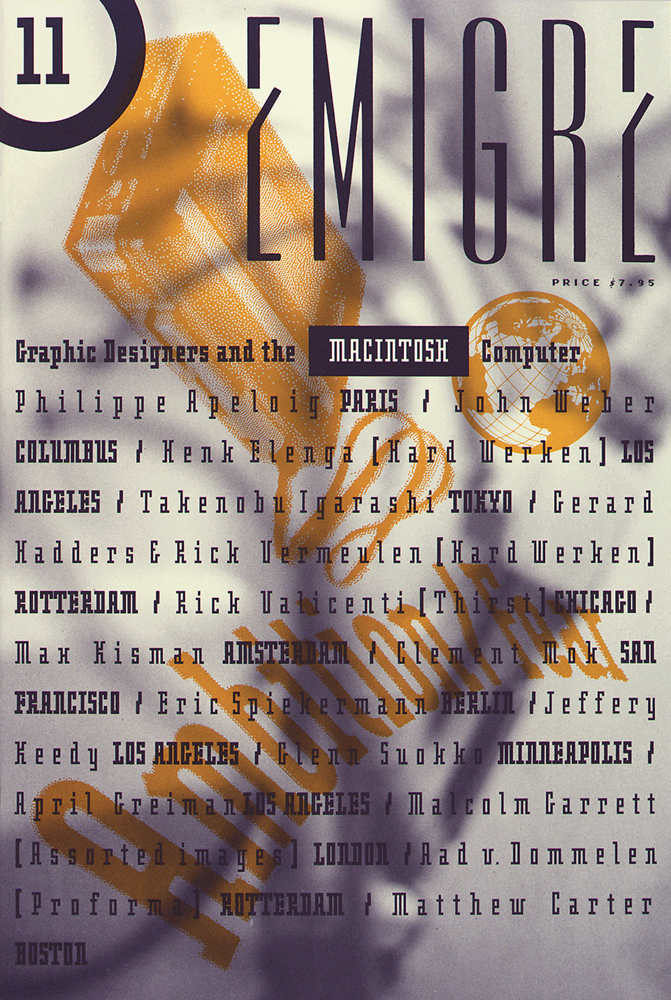 11
EMIGRE
PRICE $7.95
Graphic Designers and the MACINTOSH Computer
Philippe Apeloig PARIS / John Weber
COLUMBUS / Henk Elenga [Hard Werken] LOS
ANGELES / Takenobu Igarashi TOKYO / Gerard
Hadders & Rick Vermeulen [Hard Werken]
ROTTERDAM / Rick Valicenti [Thirst] CHICAGO /
Max Kisman AMSTERDAM / Clement Mok SAN
FRANCISCO / Eric Spiekermann BERLIN / Jeffery
Keedy LOS ANGELES / Glenn Suokko MINNEAPOLIS /
April Greiman LOS ANGELES / Malcolm Garrett
[Assorted images] LONDON / Aad v. Dommelen
[Proforma] ROTTERDAM / Matthew Carter
BOSTON
Ambition/Fear